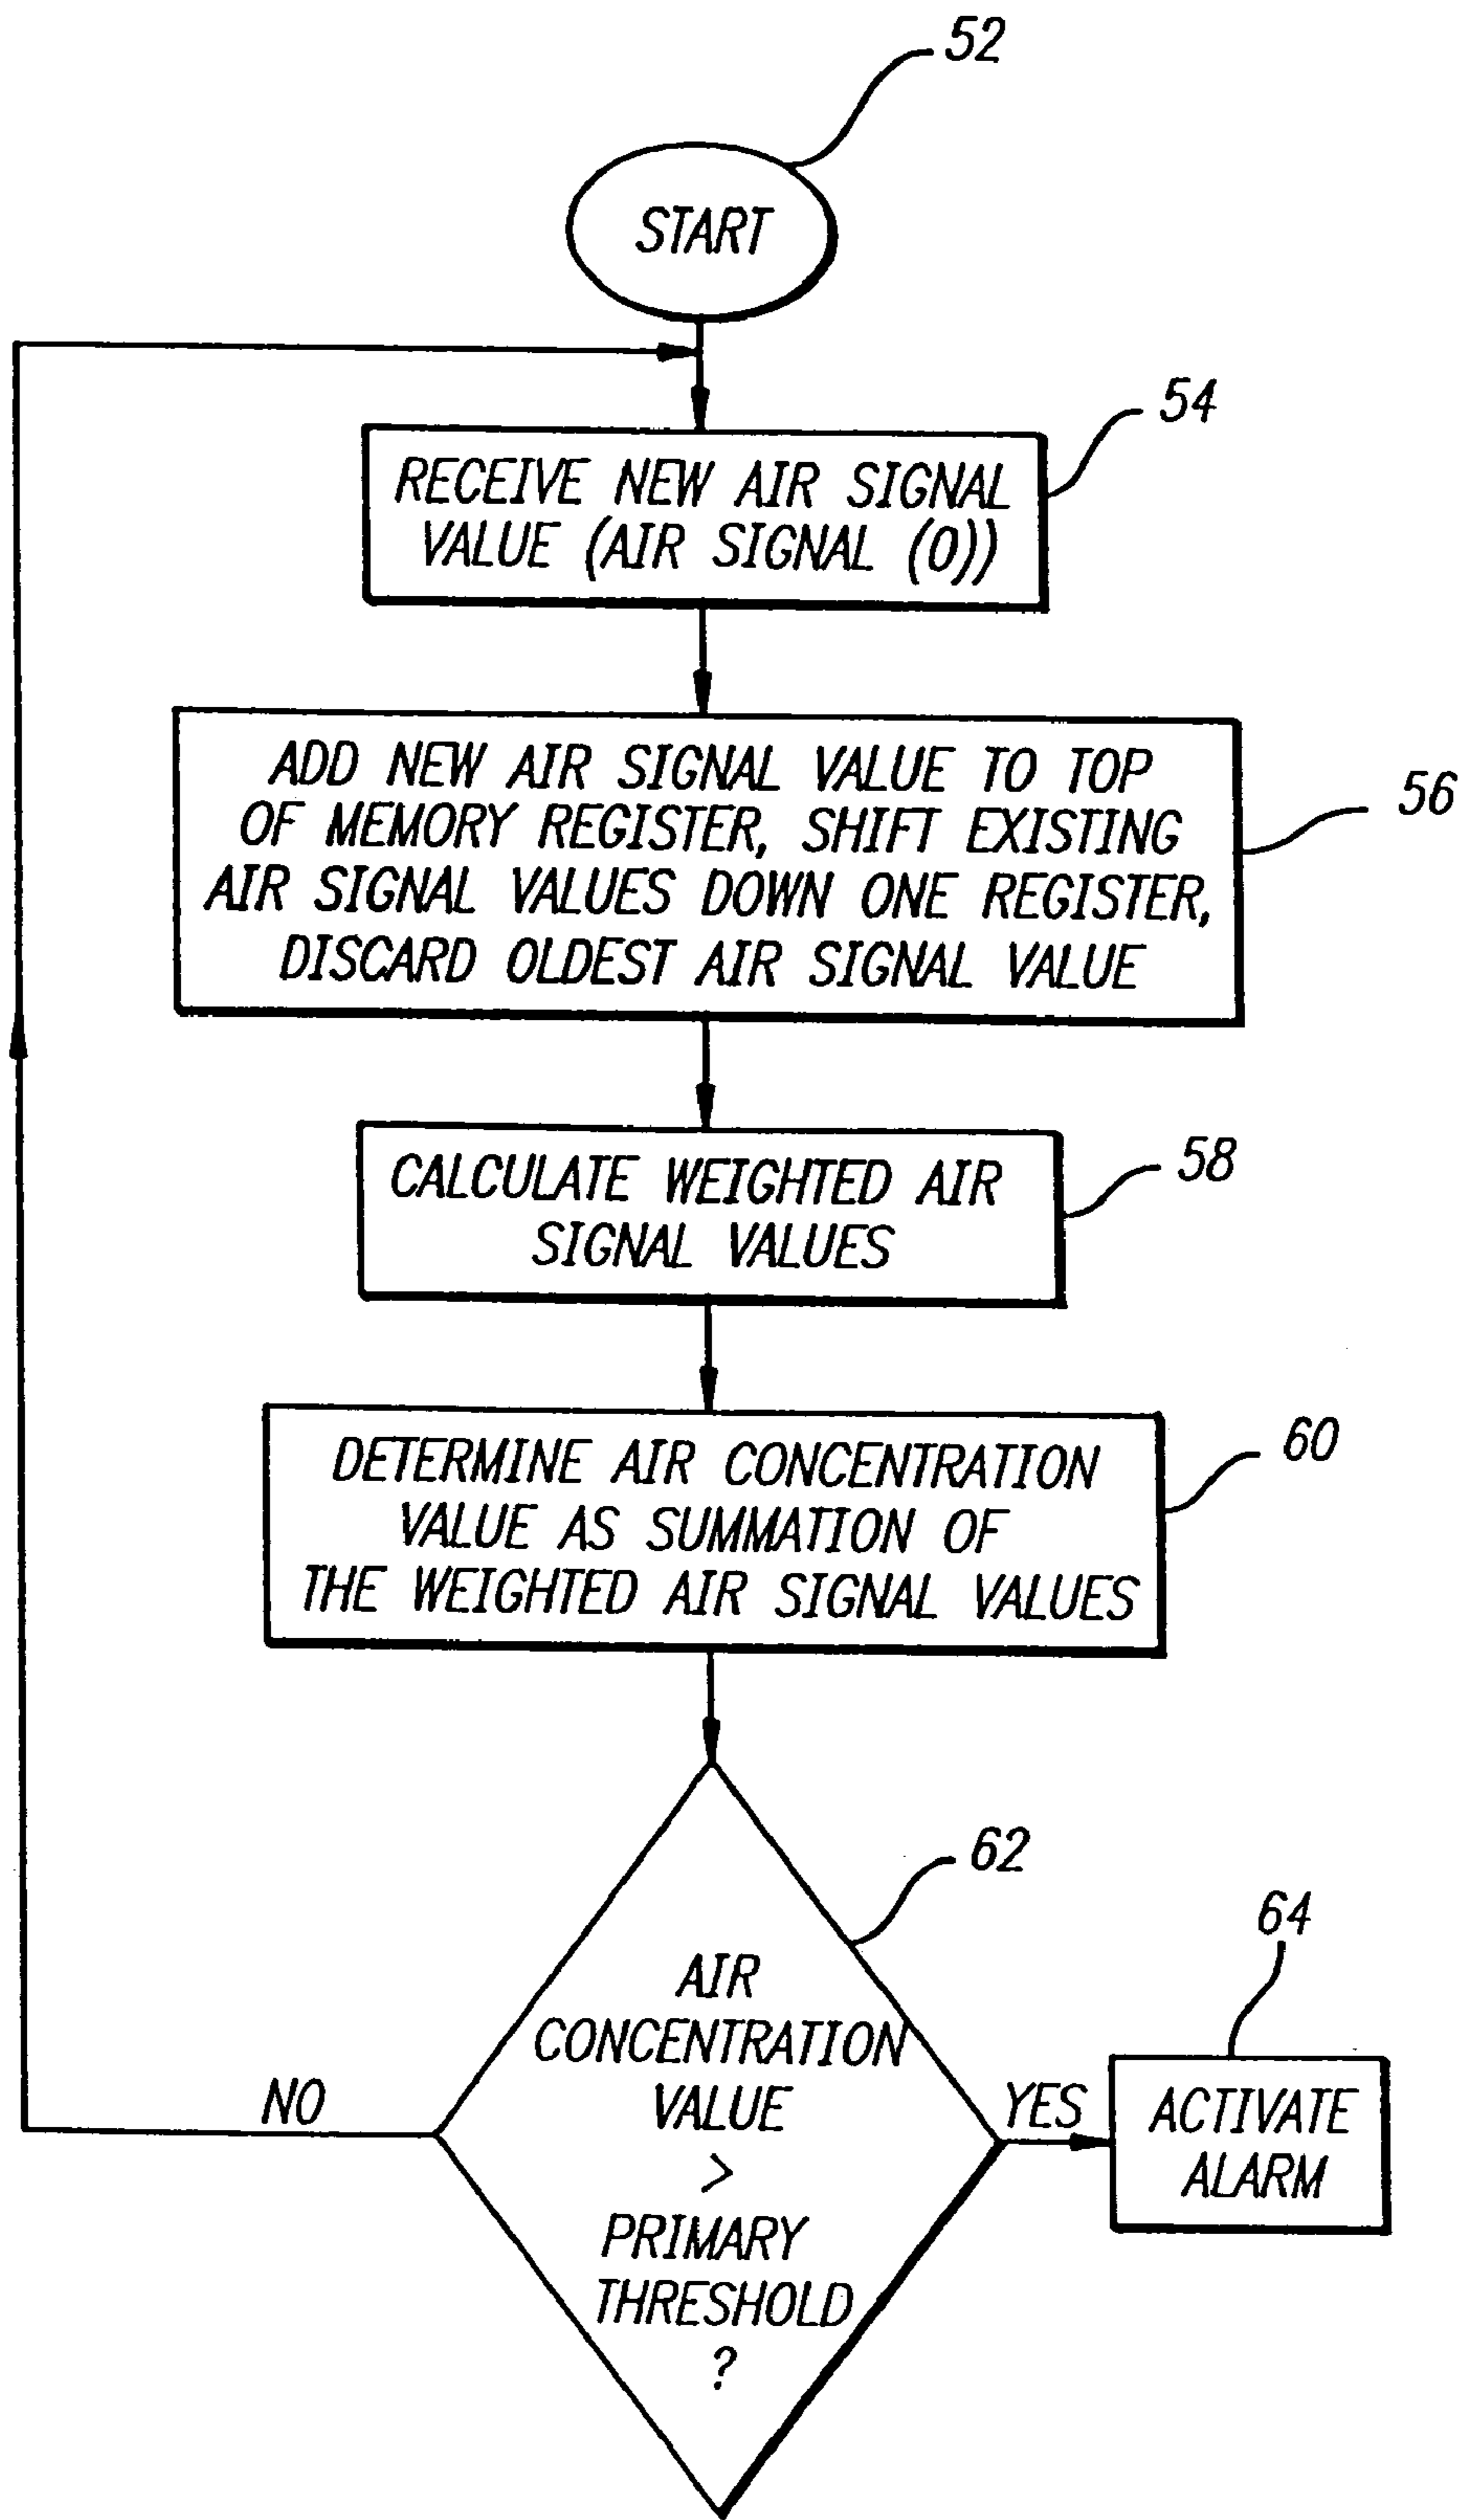 52
START
54
RECEIVE NEW AIR SIGNAL
VALUE (AIR SIGNAL (0))
ADD NEW AIR SIGNAL VALUE TO TOP
OF MEMORY REGISTER, SHIFT EXISTING
AIR SIGNAL VALUES DOWN ONE REGISTER,
DISCARD OLDEST AIR SIGNAL VALUE
56
CALCULATE WEIGHTED AIR
SIGNAL VALUES
58
DETERMINE AIR CONCENTRATION
VALUE AS SUMMATION OF
THE WEIGHTED AIR SIGNAL VALUES
60
62
AIR
CONCENTRATION
VALUE
>
PRIMARY
THRESHOLD
?
NO
YES
64
ACTIVATE
ALARM